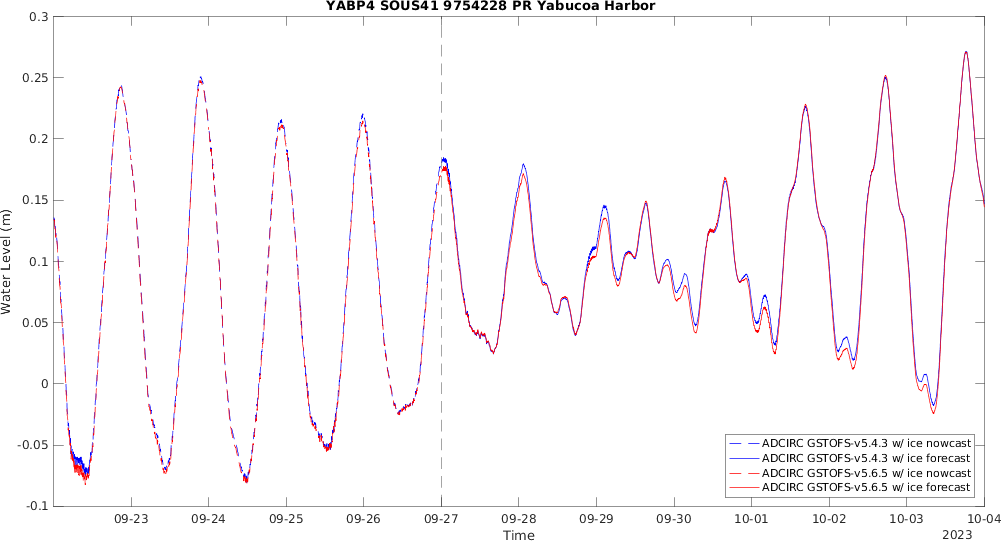 YABP4 SOUS41 9754228 PR Yabucoa Harbor
0.3
0.25
0.2
0.15
0.1
0.05
0
-0.05
-0.1
Water Level (m)
09-23 09-24 09-25 09-26 09-27 09-28 09-29 09-30 10-01 10-02 10-03 10-04
Time
2023
ADCIRC GSTOFS-v5.4.3 w/ ice nowcast
ADCIRC GSTOFS-v5.4.3 w/ ice forecast
ADCIRC GSTOFS-v5.6.5 w/ ice nowcast
ADCIRC GSTOFS-v5.6.5 w/ ice forecast